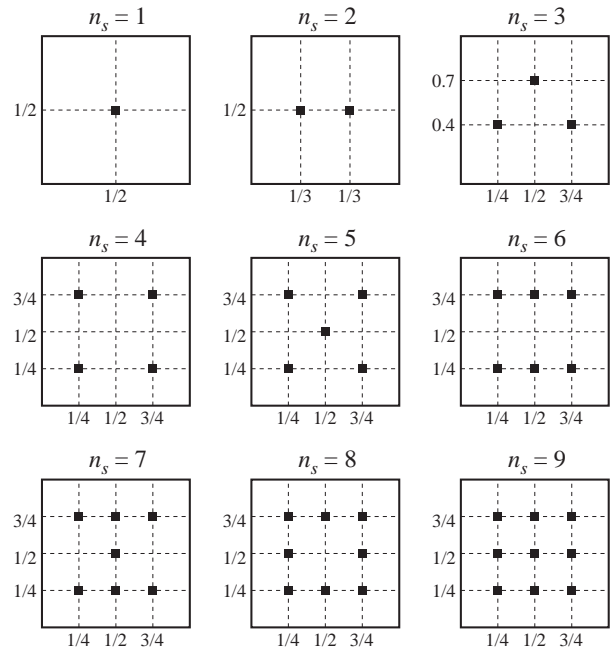 n_s = 1
n_s = 2
n_s = 3
1/2
1/2
1/2
1/3 1/3
0.7
0.4
1/4 1/2 3/4
n_s = 4
n_s = 5
n_s = 6
3/4
1/2
1/4
1/4 1/2 3/4
3/4
1/2
1/4
1/4 1/2 3/4
3/4
1/2
1/4
1/4 1/2 3/4
n_s = 7
n_s = 8
n_s = 9
3/4
1/2
1/4
1/4 1/2 3/4
3/4
1/2
1/4
1/4 1/2 3/4
3/4
1/2
1/4
1/4 1/2 3/4